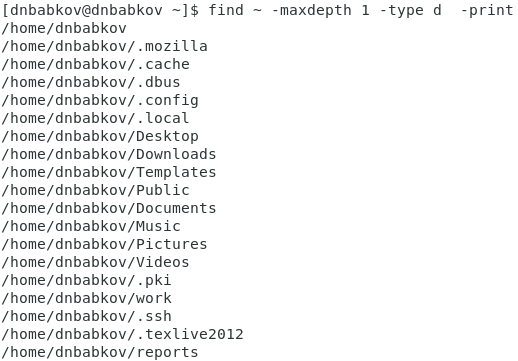 [dnbabkov@dnbabkov ~]$ find ~ -maxdepth 1 -type d  -print
/home/dnbabkov
/home/dnbabkov/.mozilla
/home/dnbabkov/.cache
/home/dnbabkov/.dbus
/home/dnbabkov/.config
/home/dnbabkov/.local
/home/dnbabkov/Desktop
/home/dnbabkov/Downloads
/home/dnbabkov/Templates
/home/dnbabkov/Public
/home/dnbabkov/Documents
/home/dnbabkov/Music
/home/dnbabkov/Pictures
/home/dnbabkov/Videos
/home/dnbabkov/.pki
/home/dnbabkov/work
/home/dnbabkov/.ssh
/home/dnbabkov/.texlive2012
/home/dnbabkov/reports